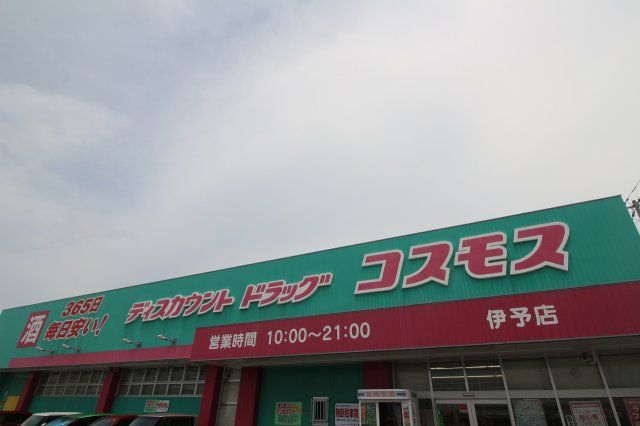 酒
365日
毎日安い!
ディスカウント ドラッグ コスモス
営業時間 10:00〜21:00
伊予店